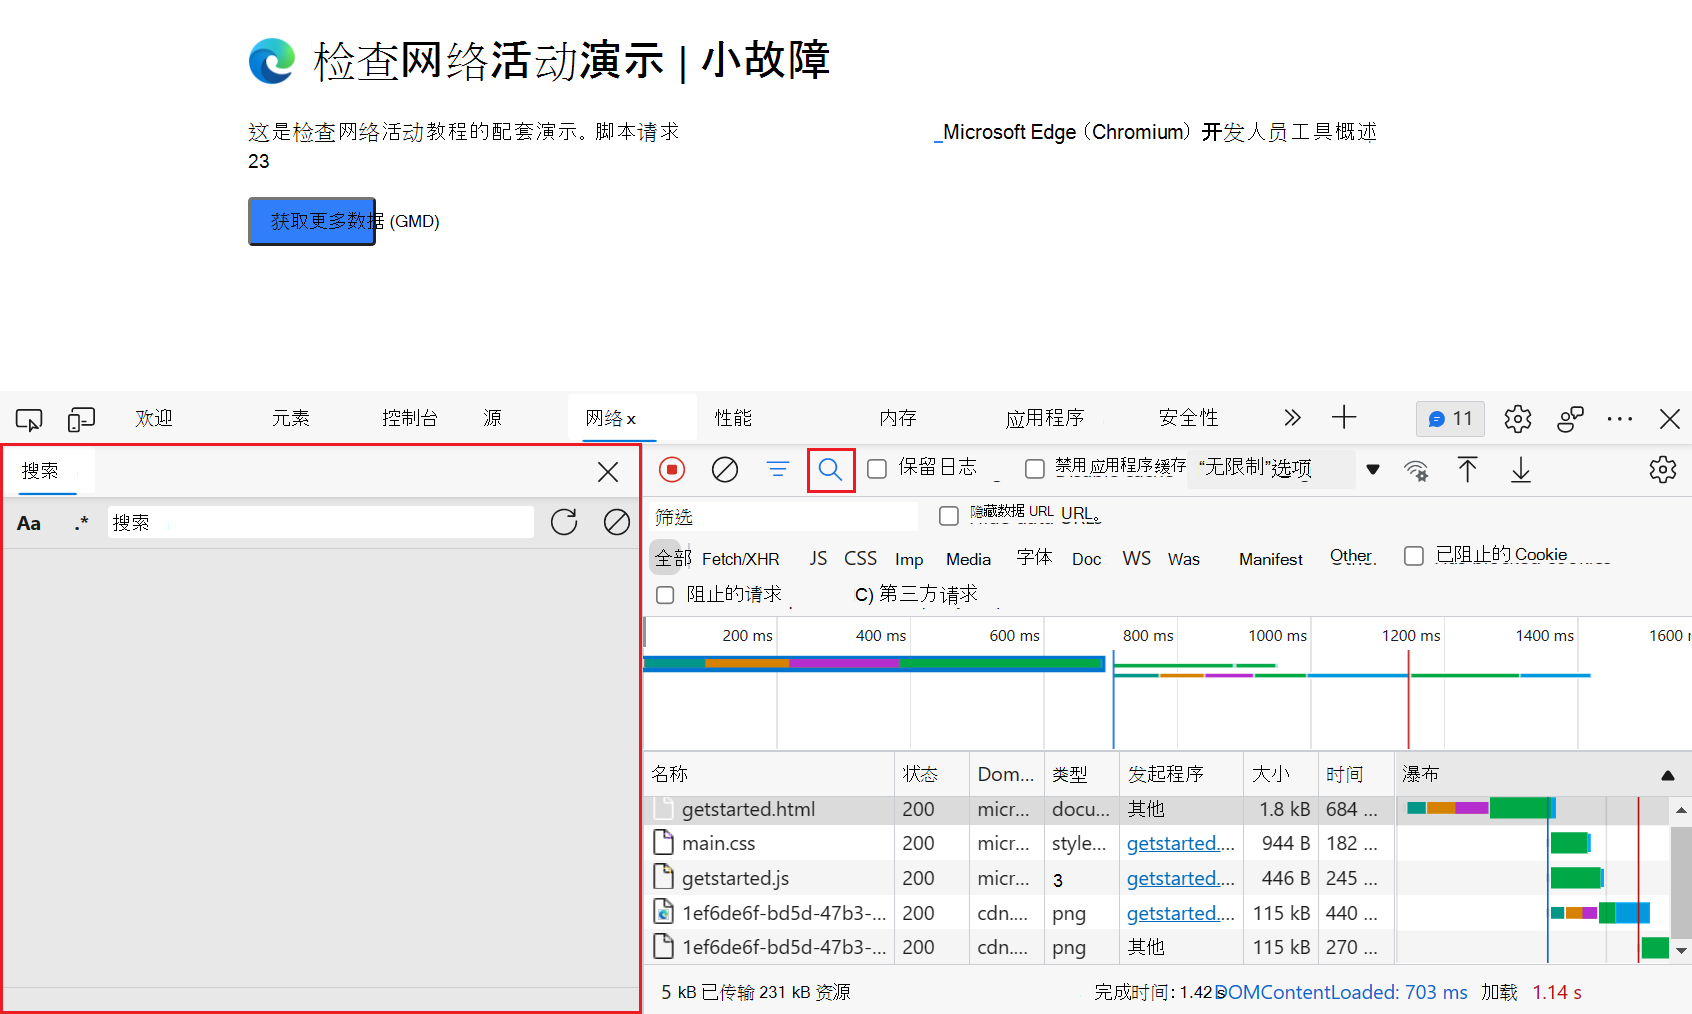 检查网络活动演示 | 小故障
这是检查网络活动教程的配套演示。脚本请求 _Microsoft Edge（Chromium）开发人员工具概述
23
获取更多数据 (GMD)
欢迎 元素 控制台 源 网络 x 性能 内存 应用程序 安全性 11
搜索
保留日志 禁用应用程序缓存 “无限制”选项
Aa .* 搜索
筛选 隐藏数据 URL URL。
全部 Fetch/XHR JS CSS Imp Media 字体 Doc WS Was Manifest Other. 已阻止的 Cookie
阻止的请求 C) 第三方请求
200 ms 400 ms 600 ms 800 ms 1000 ms 1200 ms 1400 ms 1600 r
名称 状态 Dom... 类型 发起程序 大小 时间 瀑布
getstarted.html 200 micr... docu... 其他 1.8 kB 684 ...
main.css 200 micr... style... getstarted.... 944 B 182 ...
getstarted.js 200 micr... 3 getstarted.... 446 B 245 ...
1ef6de6f-bd5d-47b3-... 200 cdn.... png getstarted.... 115 kB 440 ...
1ef6de6f-bd5d-47b3-... 200 cdn.... png 其他 115 kB 270 ...
5 kB 已传输 231 kB 资源 完成时间: 1.42 s DOMContentLoaded: 703 ms 加载 1.14 s